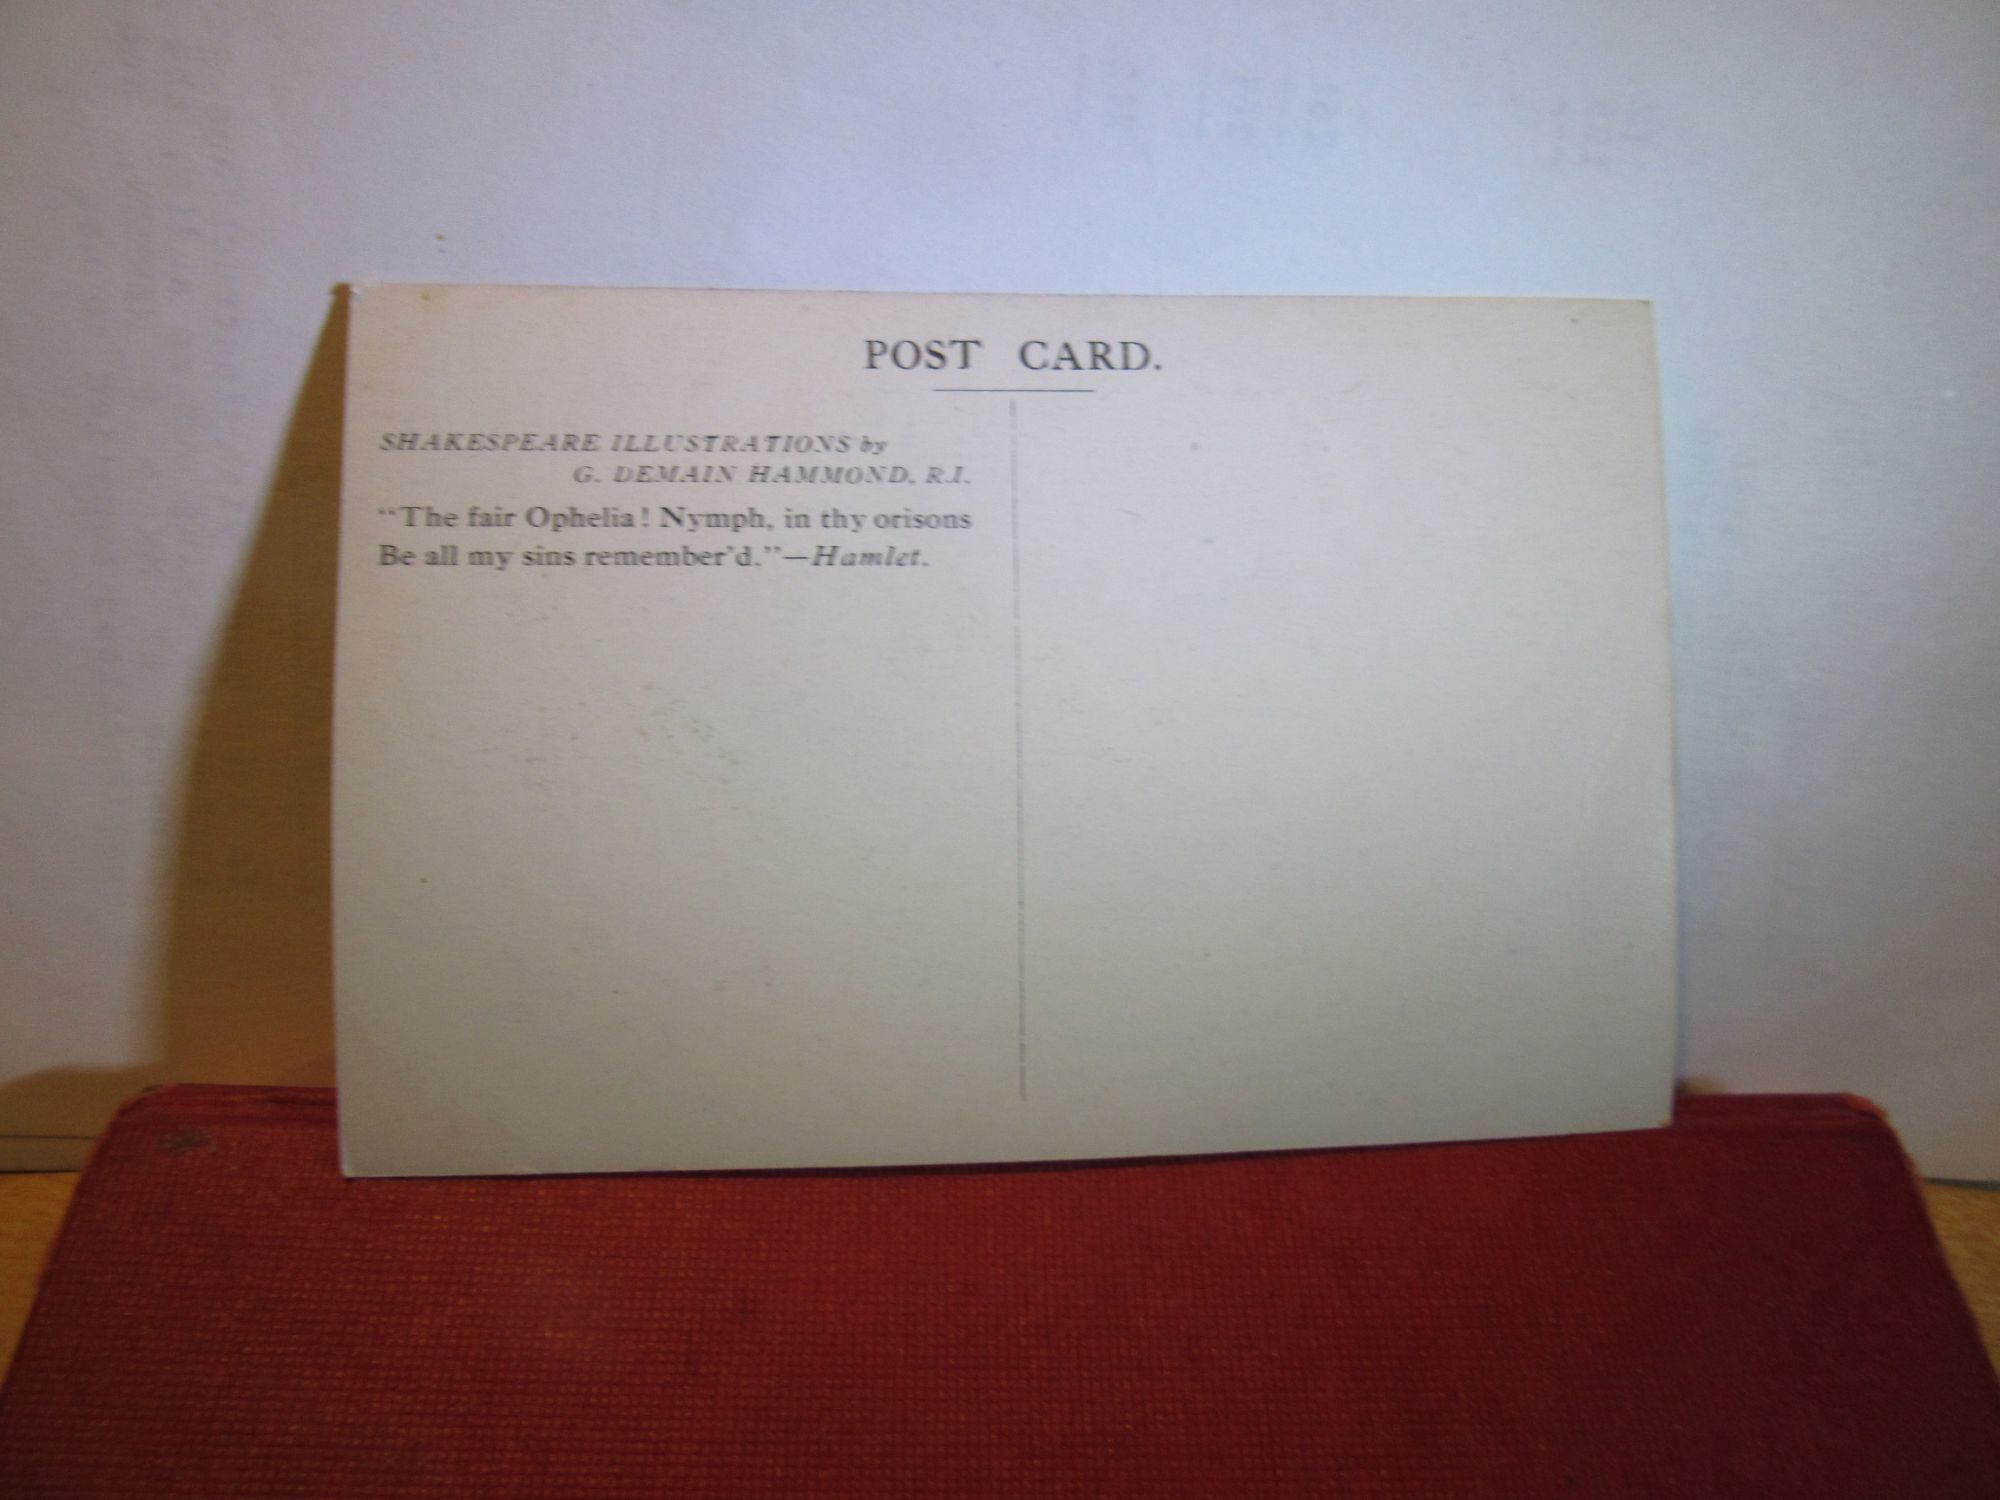 POST CARD.
SHAKESPEARE ILLUSTRATIONS by
G. DEMAIN HAMMOND, R.I.
“The fair Ophelia! Nymph, in thy orisons
Be all my sins remember’d.”—Hamlet.